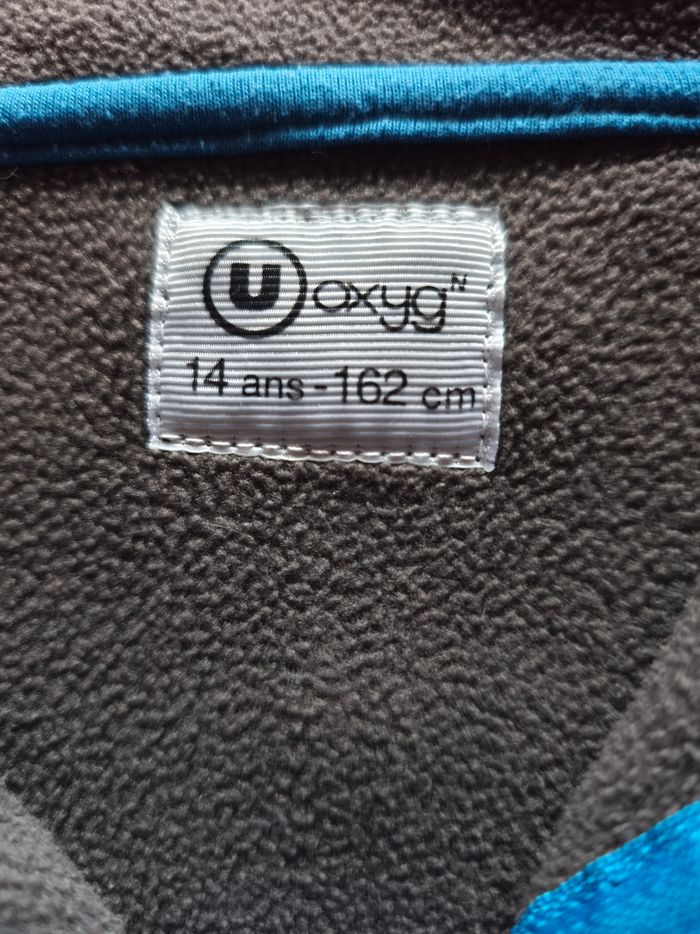 U oxyg N
14 ans - 162 cm